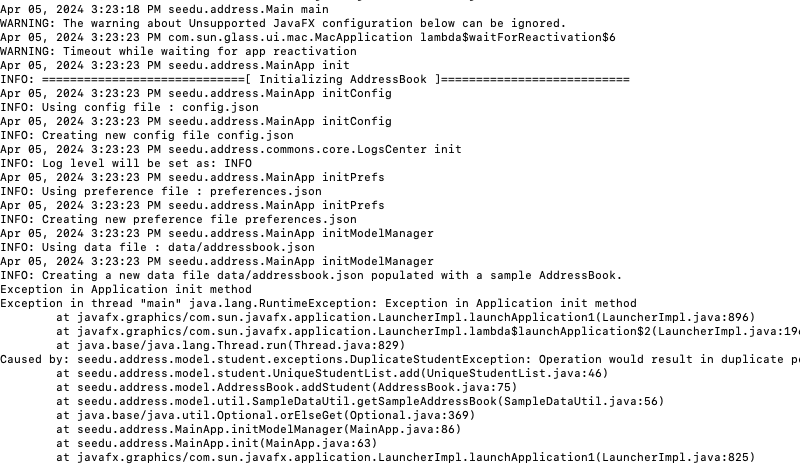 Apr 05, 2024 3:23:18 PM seedu.address.Main main
WARNING: The warning about Unsupported JavaFX configuration below can be ignored.
Apr 05, 2024 3:23:23 PM com.sun.glass.ui.mac.MacApplication lambda$waitForReactivation$6
WARNING: Timeout while waiting for app reactivation
Apr 05, 2024 3:23:23 PM seedu.address.MainApp init
INFO: =============================[ Initializing AddressBook ]===========================
Apr 05, 2024 3:23:23 PM seedu.address.MainApp initConfig
INFO: Using config file : config.json
Apr 05, 2024 3:23:23 PM seedu.address.MainApp initConfig
INFO: Creating new config file config.json
Apr 05, 2024 3:23:23 PM seedu.address.commons.core.LogsCenter init
INFO: Log level will be set as: INFO
Apr 05, 2024 3:23:23 PM seedu.address.MainApp initPrefs
INFO: Using preference file : preferences.json
Apr 05, 2024 3:23:23 PM seedu.address.MainApp initPrefs
INFO: Creating new preference file preferences.json
Apr 05, 2024 3:23:23 PM seedu.address.MainApp initModelManager
INFO: Using data file : data/addressbook.json
Apr 05, 2024 3:23:23 PM seedu.address.MainApp initModelManager
INFO: Creating a new data file data/addressbook.json populated with a sample AddressBook.
Exception in Application init method
Exception in thread "main" java.lang.RuntimeException: Exception in Application init method
at javafx.graphics/com.sun.javafx.application.LauncherImpl.launchApplication1(LauncherImpl.java:896)
at javafx.graphics/com.sun.javafx.application.LauncherImpl.lambda$launchApplication$2(LauncherImpl.java:19
at java.base/java.lang.Thread.run(Thread.java:829)
Caused by: seedu.address.model.student.exceptions.DuplicateStudentException: Operation would result in duplicate
at seedu.address.model.student.UniqueStudentList.add(UniqueStudentList.java:46)
at seedu.address.model.AddressBook.addStudent(AddressBook.java:75)
at seedu.address.model.util.SampleDataUtil.getSampleAddressBook(SampleDataUtil.java:56)
at java.base/java.util.Optional.orElseGet(Optional.java:369)
at seedu.address.MainApp.initModelManager(MainApp.java:86)
at seedu.address.MainApp.init(MainApp.java:63)
at javafx.graphics/com.sun.javafx.application.LauncherImpl.launchApplication1(LauncherImpl.java:825)